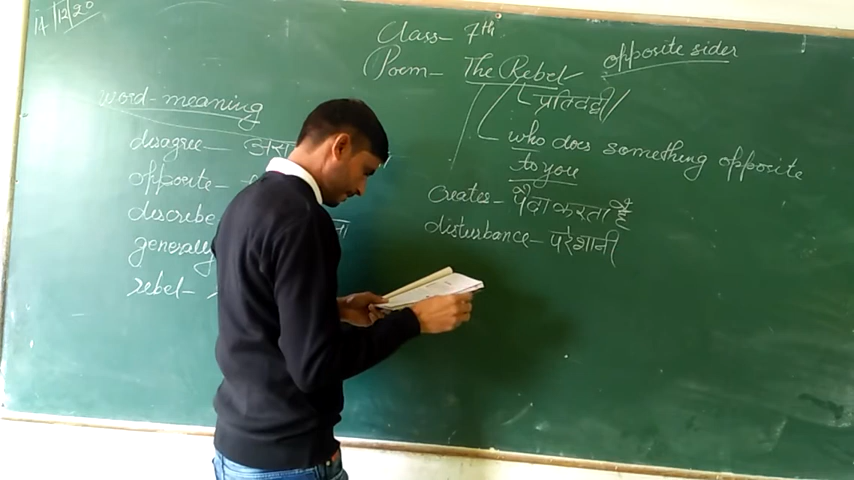 14/12/20
Class- 7th
Poem- The Rebel
opposite sider
प्रतिद्वंदी
who does something opposite
to you
word-meaning
disagree-
opposite-
discribe
generally
rebel-
creates- पैदा करता है
disturbance- परेशानी